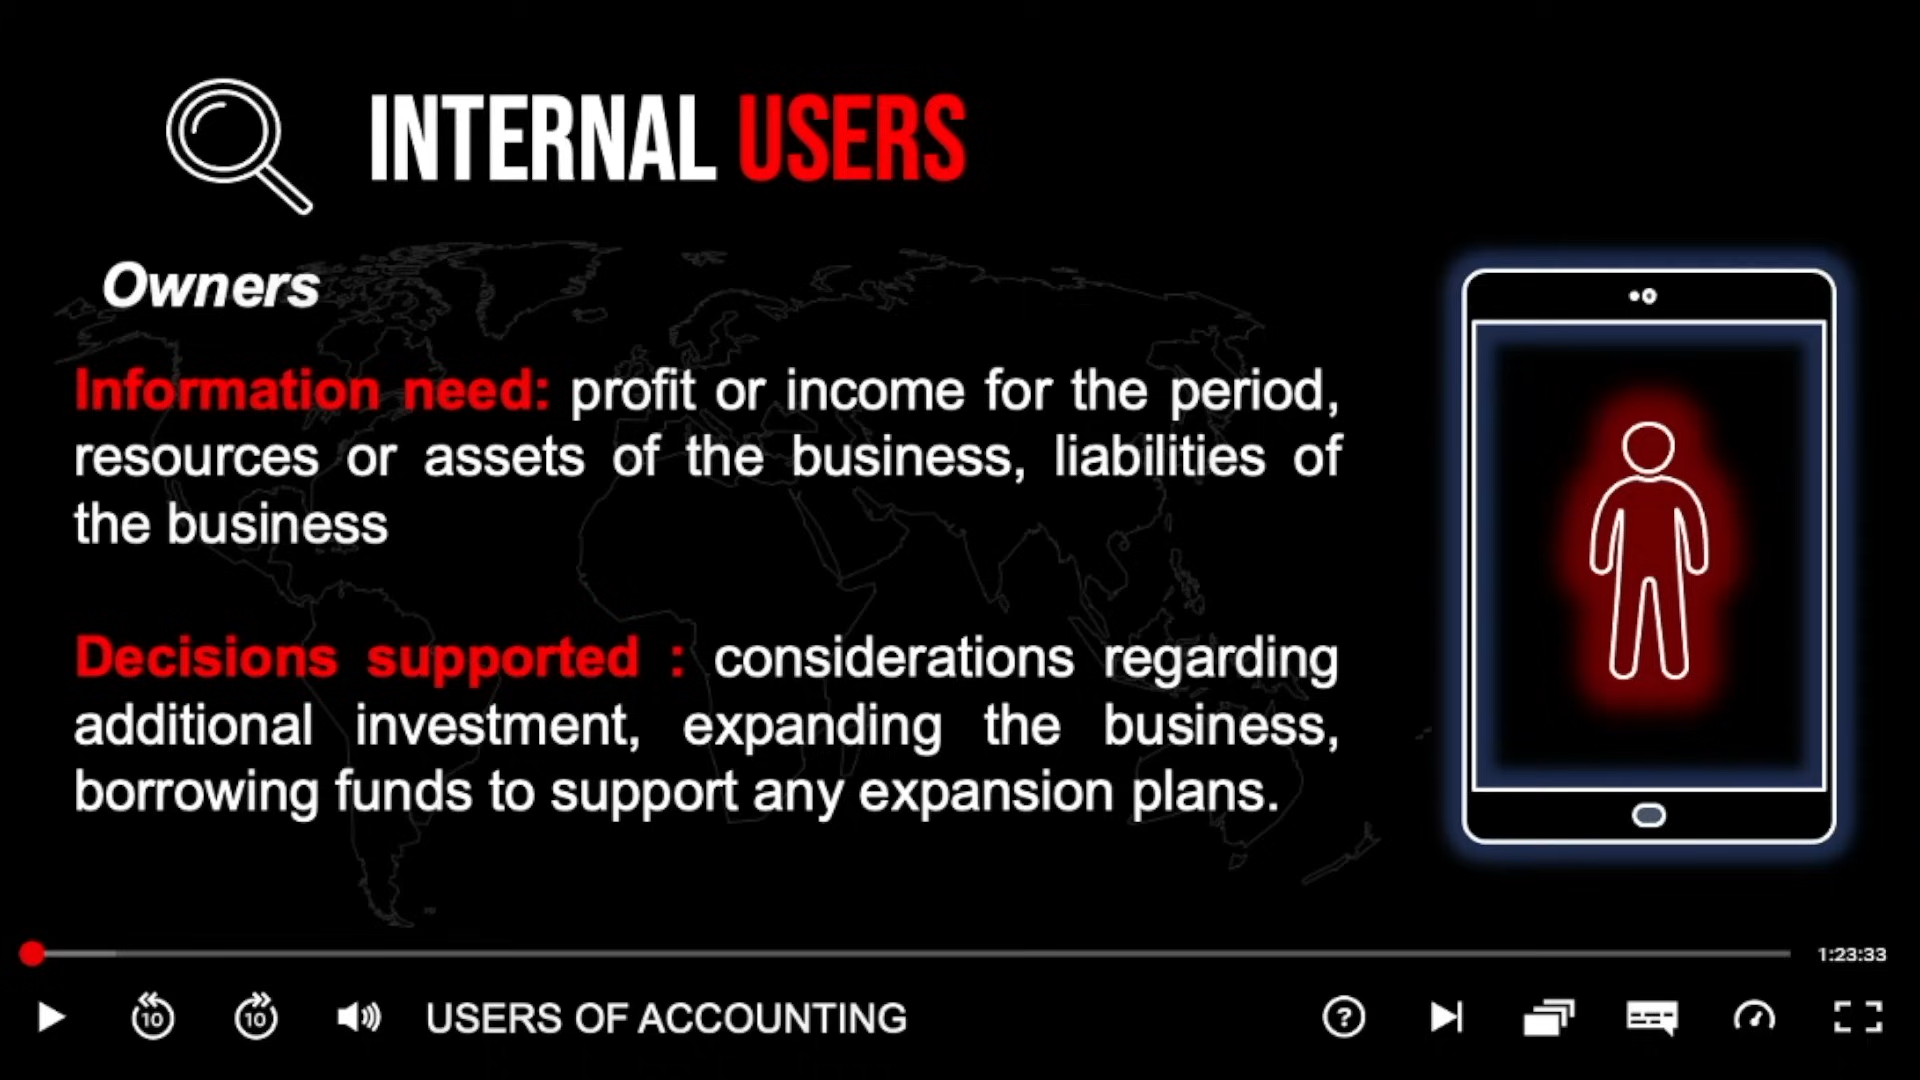 INTERNAL USERS
Owners
Information need: profit or income for the period,
resources or assets of the business, liabilities of
the business
Decisions supported : considerations regarding
additional investment, expanding the business,
borrowing funds to support any expansion plans.
1:23:33
10
10
USERS OF ACCOUNTING
?